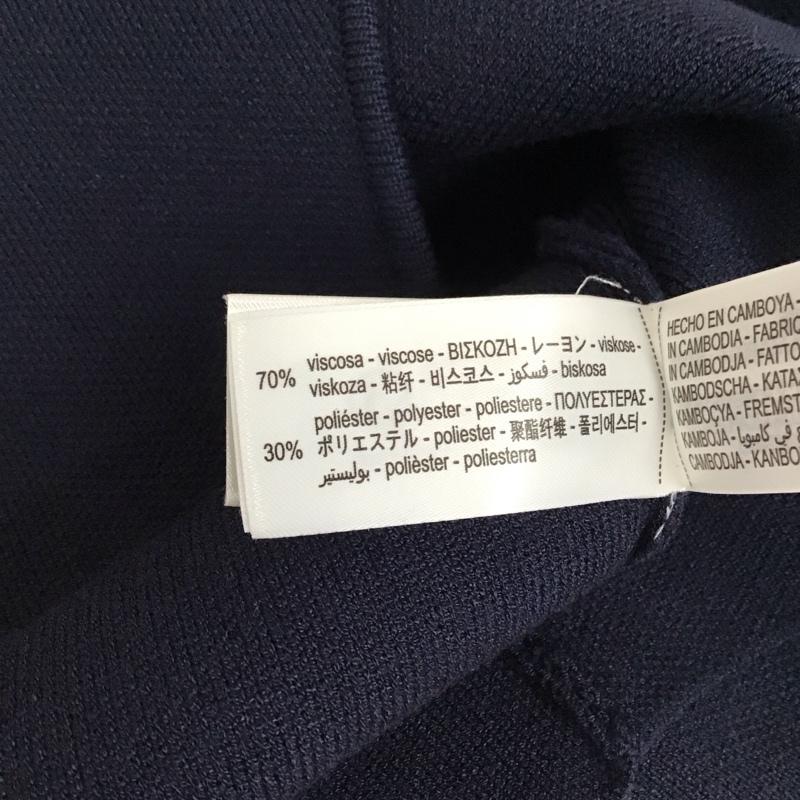 70%
viscosa - viscose - ΒΙΣΚΟΖΗ - レーヨン - viskose -
viskoza - 粘纤 - 비스코스 - فسكوز - biskosa
30%
poliéster - polyester - poliestere - ΠΟΛΥΕΣΤΕΡΑΣ -
ポリエステル - poliester - 聚酯纤维 - 폴리에스터 -
بوليستير - polièster - poliesterra
HECHO EN CAMBOYA -
IN CAMBODIA - FABRIC
IN CAMBODJA - FATTO
KAMBODSCHA - ΚΑΤΑΣ
KAMBOÇYA - FREMST
KAMBOJA - في كامبوديا
CAMBODJA - KANBO